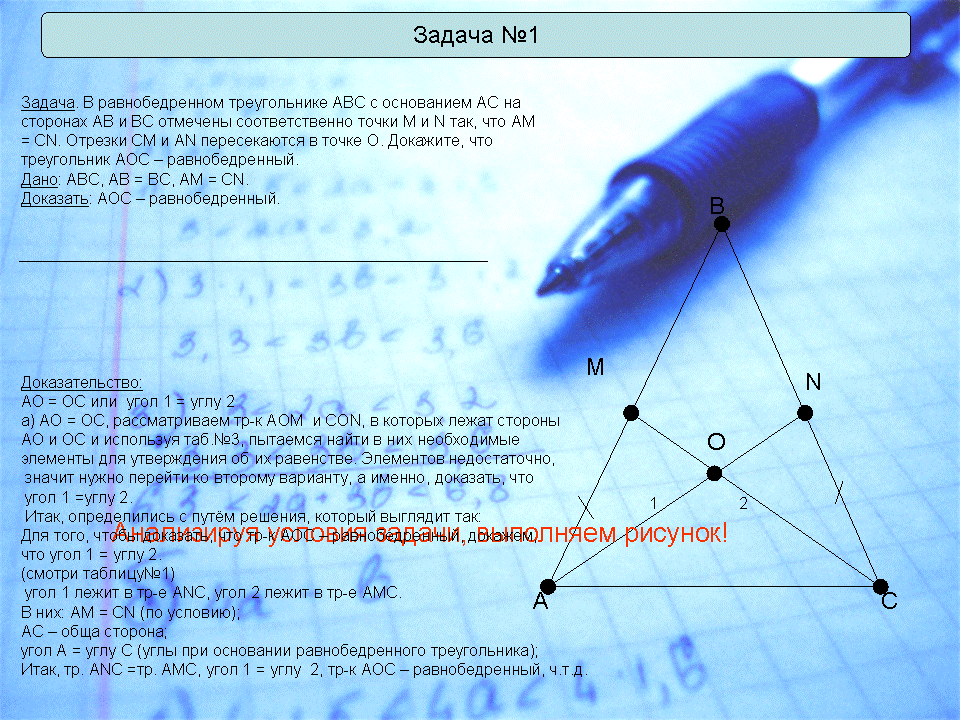 Задача №1
Задача. В равнобедренном треугольнике АВС с основанием АС на
сторонах АВ и ВС отмечены соответственно точки М и N так, что АМ
= CN. Отрезки СМ и AN пересекаются в точке О. Докажите, что
треугольник АОС – равнобедренный.
Дано: АВС, АВ = ВС, АМ = CN.
Доказать: АОС – равнобедренный.
B
M
N
O
1
2
A
C
Доказательство:
АО = ОС или угол 1 = углу 2
а) АО = ОС, рассматриваем тр-к АОМ и CON, в которых лежат стороны
АО и ОС и используя таб.№3, пытаемся найти в них необходимые
элементы для утверждения об их равенстве. Элементов недостаточно,
значит нужно перейти ко второму варианту, а именно, доказать, что
угол 1 =углу 2.
Итак, определились с путём решения, который выглядит так:
Для того, чтобы доказать, что тр-к АОС – равнобедренный, докажем,
что угол 1 = углу 2.
Анализируя условия задачи, выполняем рисунок!
(смотри таблицу№1)
угол 1 лежит в тр-е ANC, угол 2 лежит в тр-е АМС.
В них: АМ = CN (по условию);
АС – обща сторона;
угол А = углу С (углы при основании равнобедренного треугольника);
Итак, тр. ANC =тр. АМС, угол 1 = углу 2, тр-к АОС – равнобедренный, ч.т.д.